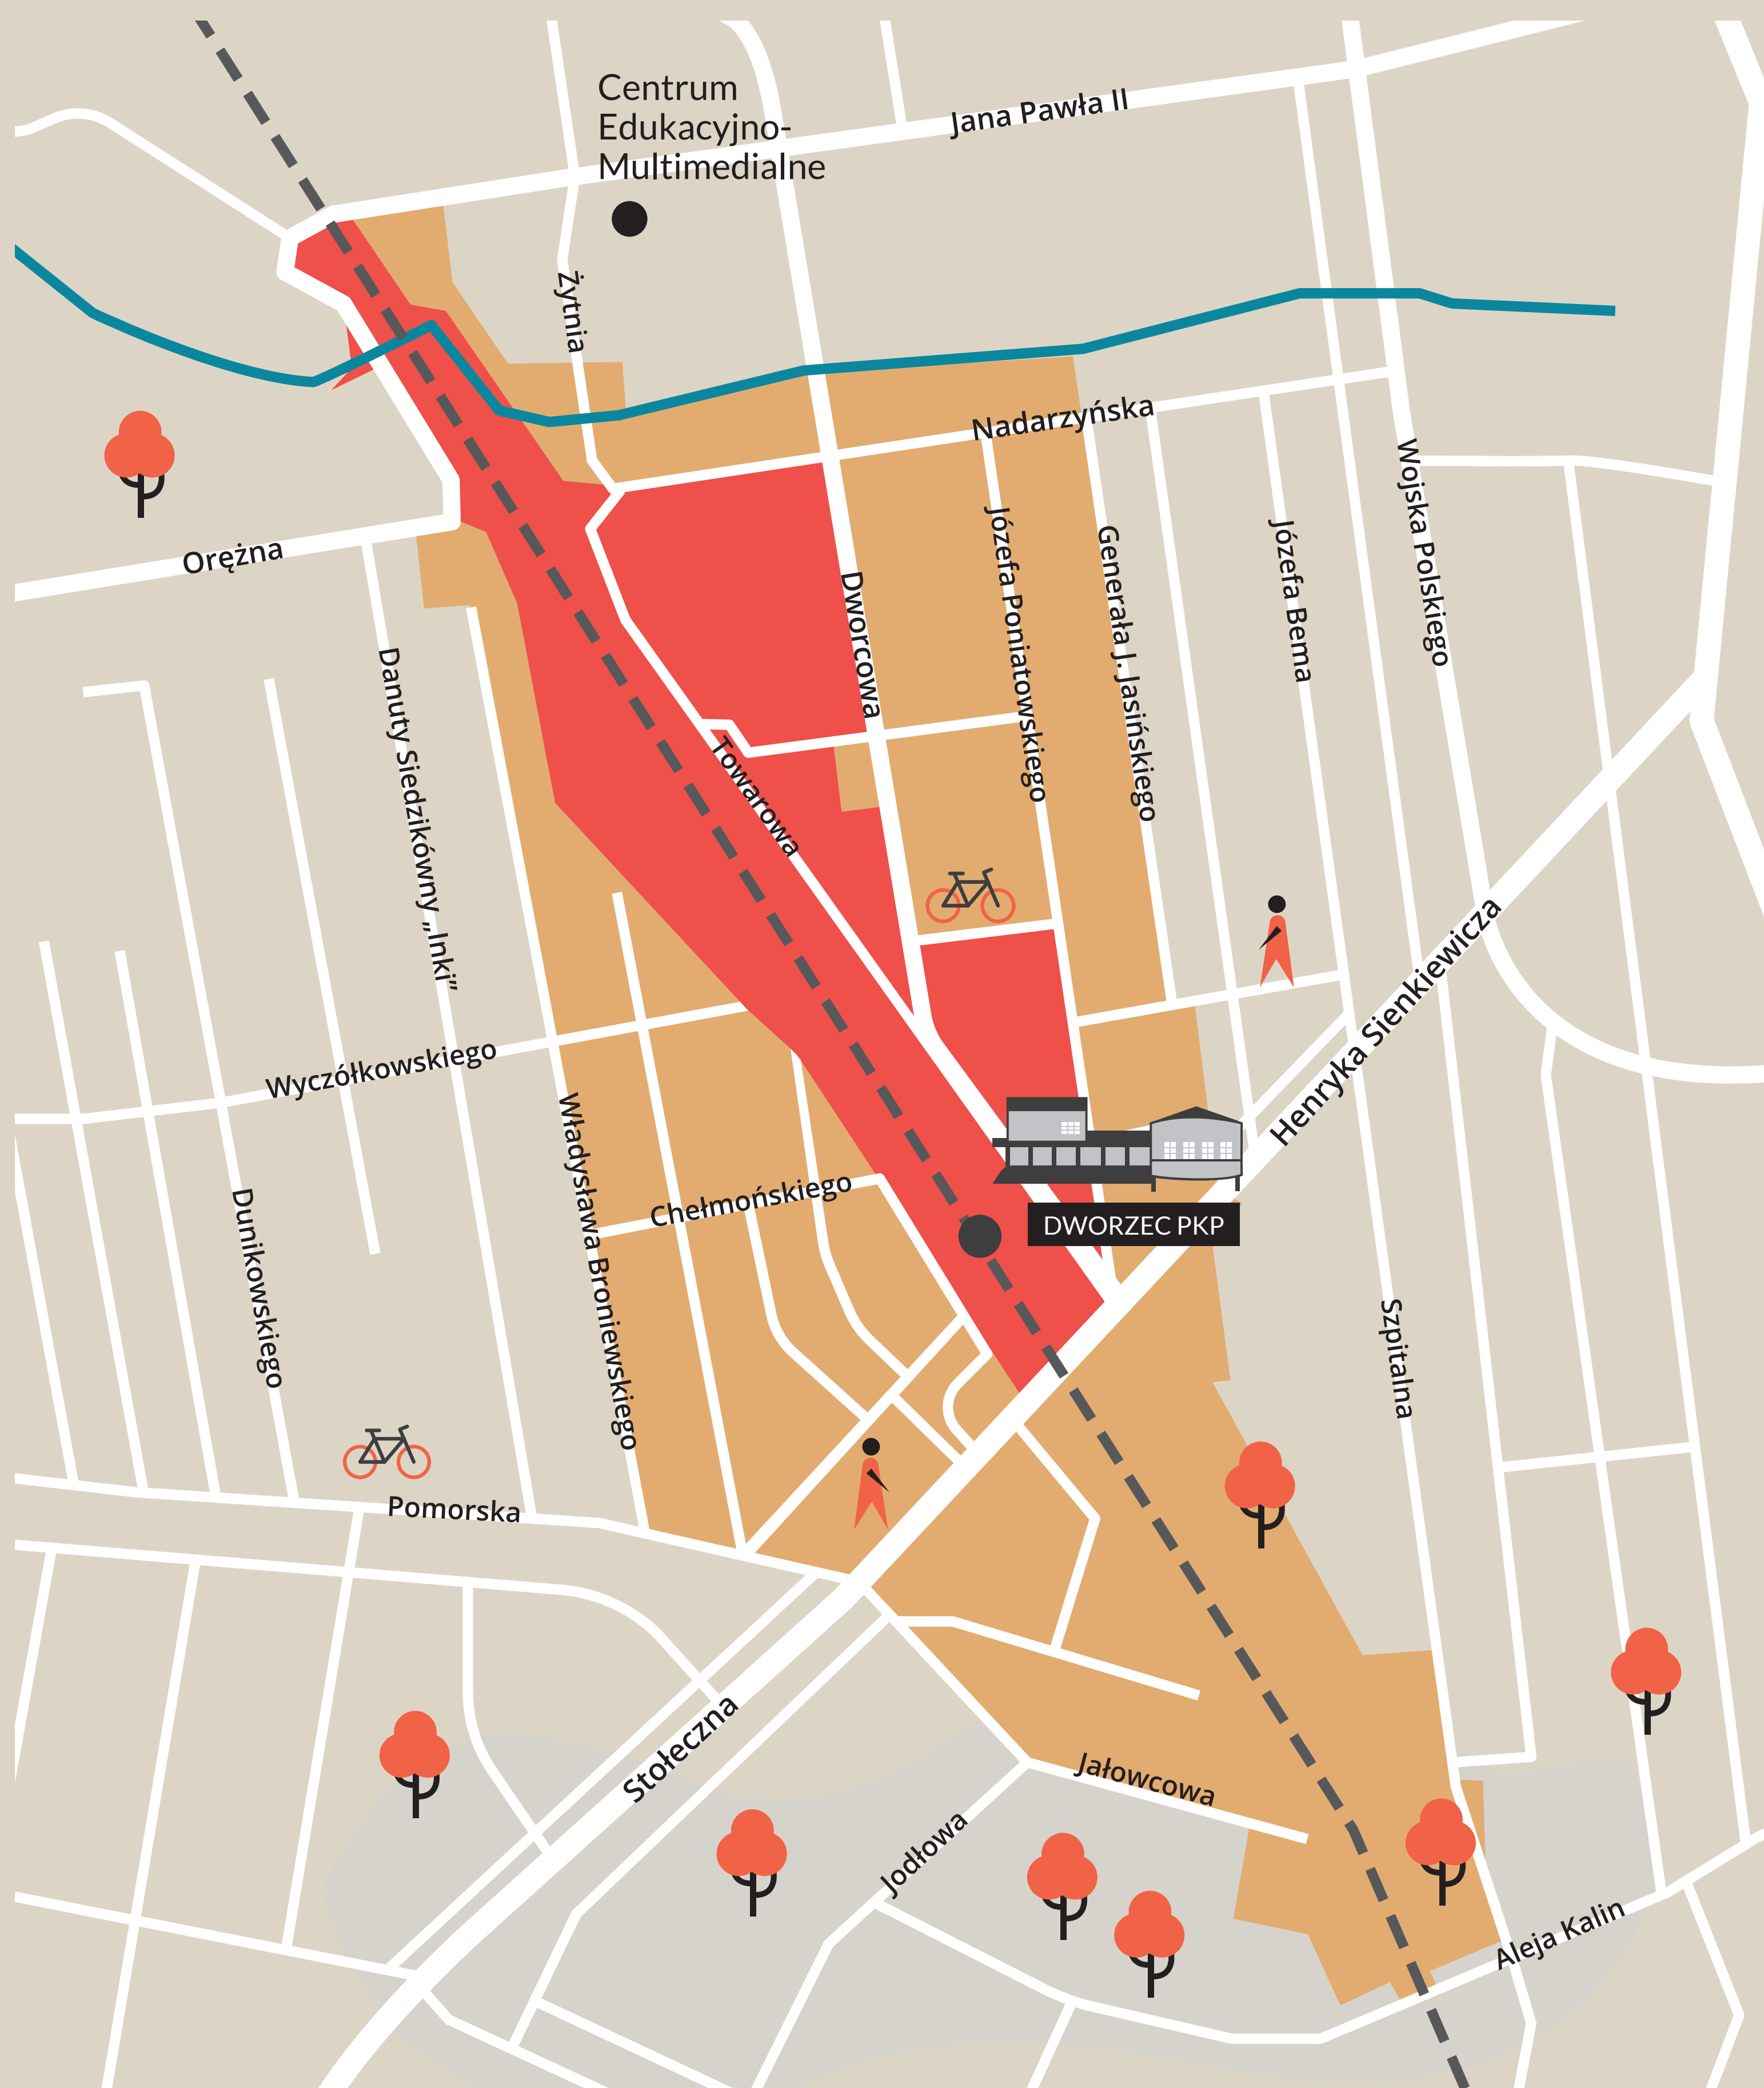 Centrum
Edukacyjno-
Multimedialne
Jana Pawła II
Żytnia
Nadarzyńska
Orężna
Danuty Siedzikówny „Inki”
Dworcowa
Józefa Poniatowskiego
Generała J. Jasińskiego
Józefa Bema
Wojska Polskiego
Towarowa
Henryka Sienkiewicza
Wyczółkowskiego
Władysława Broniewskiego
Chełmońskiego
DWORZEC PKP
Dunikowskiego
Szpitalna
Pomorska
Stołeczna
Jałowcowa
Jodłowa
Aleja Kalin